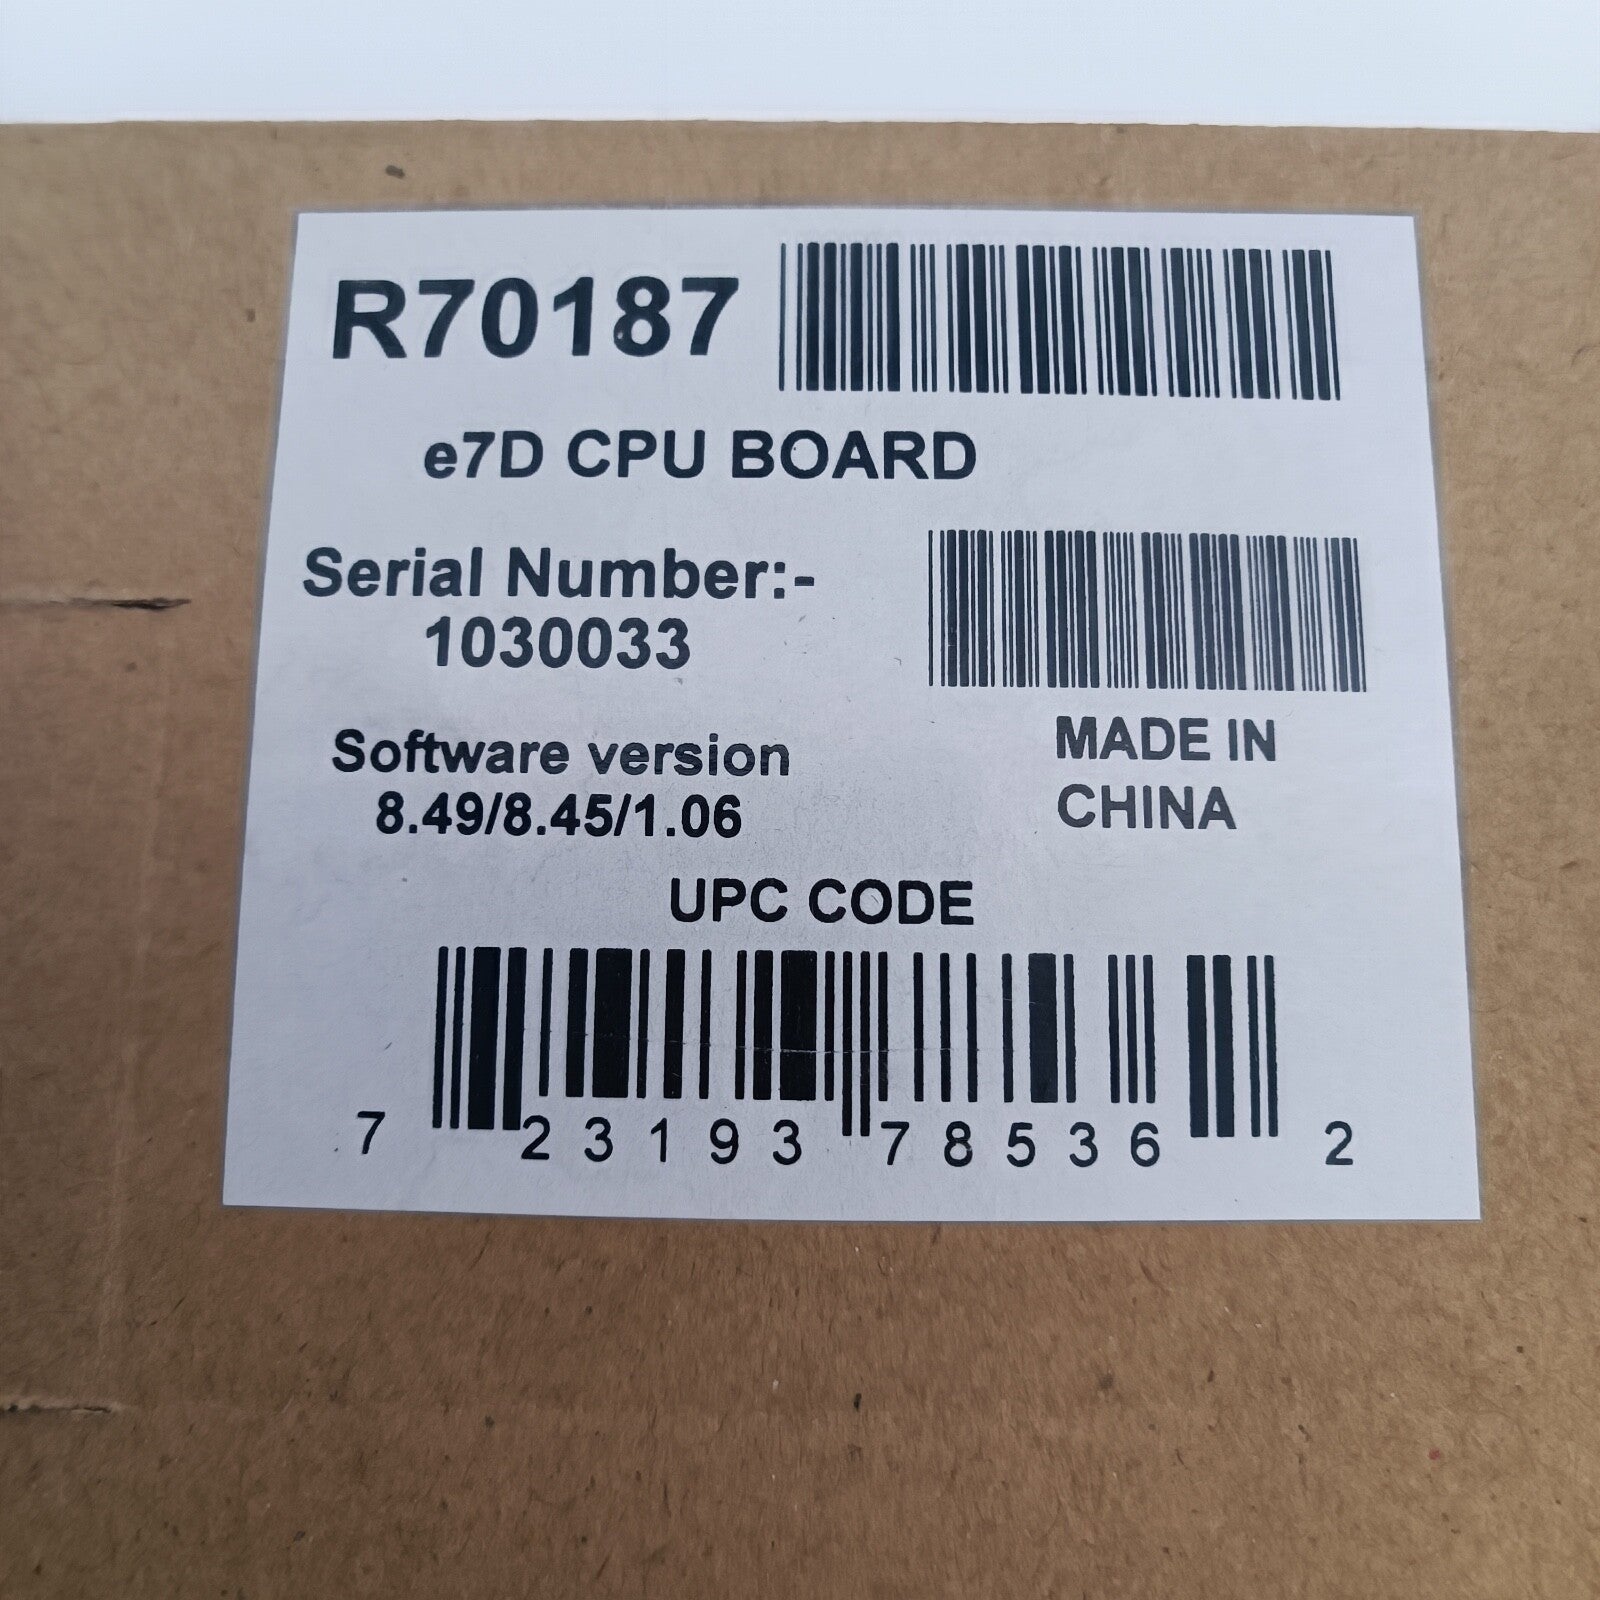 R70187
e7D CPU BOARD
Serial Number:-
1030033
Software version
8.49/8.45/1.06
MADE IN
CHINA
UPC CODE
7 23193 78536 2